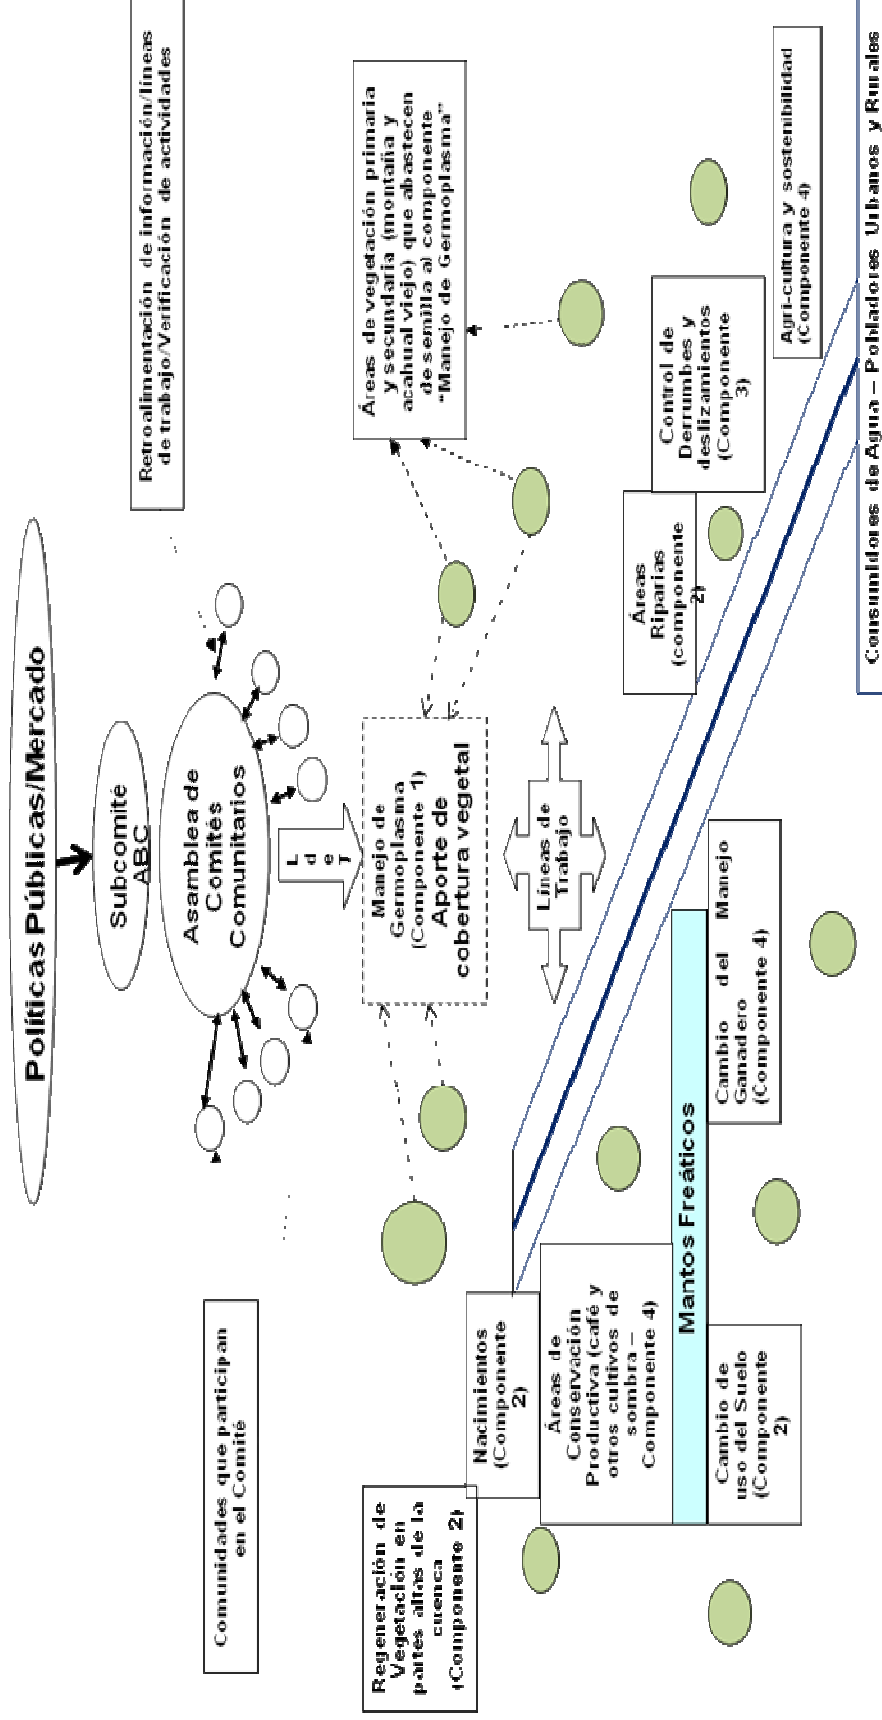 Políticas Públicas/Mercado
Subcomité
ABC
Asamblea de
Comités
Comunitarios
Retroalimentación de información/líneas
de trabajo/Verificación de actividades
Comunidades que participan
en el Comité
L
d
e
T
Manejo de
Germoplasma
(Componente 1)
Aporte de
cobertura vegetal
Áreas de vegetación primaria
y secundaria (montaña y
acahual viejo) que abastecen
de semilla al componente
“Manejo de Germoplasma”
Líneas de
Trabajo
Regeneración de
Vegetación en
partes altas de la
cuenca
(Componente 2)
Nacimientos
(Componente
2)
Áreas de
Conservación
Productiva (café y
otros cultivos de
sombra –
Componente 4)
Mantos Freáticos
Cambio de
uso del Suelo
(Componente
2)
Cambio del Manejo
Ganadero
(Componente 4)
Áreas
Riparias
(componente
2)
Control de
Derrumbes y
deslizamientos
(Componente
3)
Agri-cultura y sostenibilidad
(Componente 4)
Consumidores de Agua – Pobladores Urbanos y Rurales